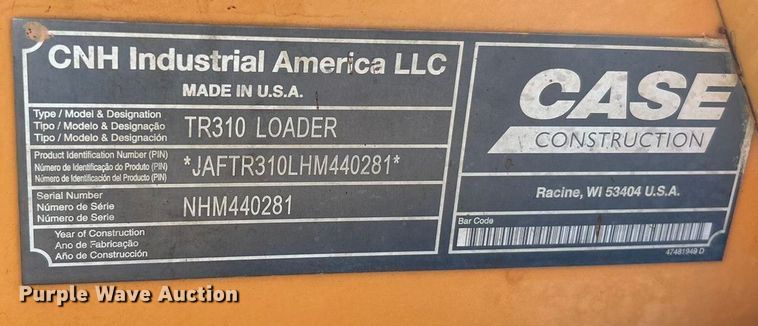 CNH Industrial America LLC
MADE IN U.S.A.
Type / Model & Designation
Tipo / Modelo & Designação
Tipo / Modelo & Designación
TR310 LOADER
Product Identification Number (PIN)
Número de Identificação do Produto (PIN)
Número de Identificación del Producto (PIN)
*JAFTR310LHM440281*
Serial Number
Número de Série
Número de Serie
NHM440281
Year of Construction
Ano de Fabricação
Año de Construcción
CASE
CONSTRUCTION
Racine, WI 53404 U.S.A.
Bar Code
47481949 D
Purple Wave Auction